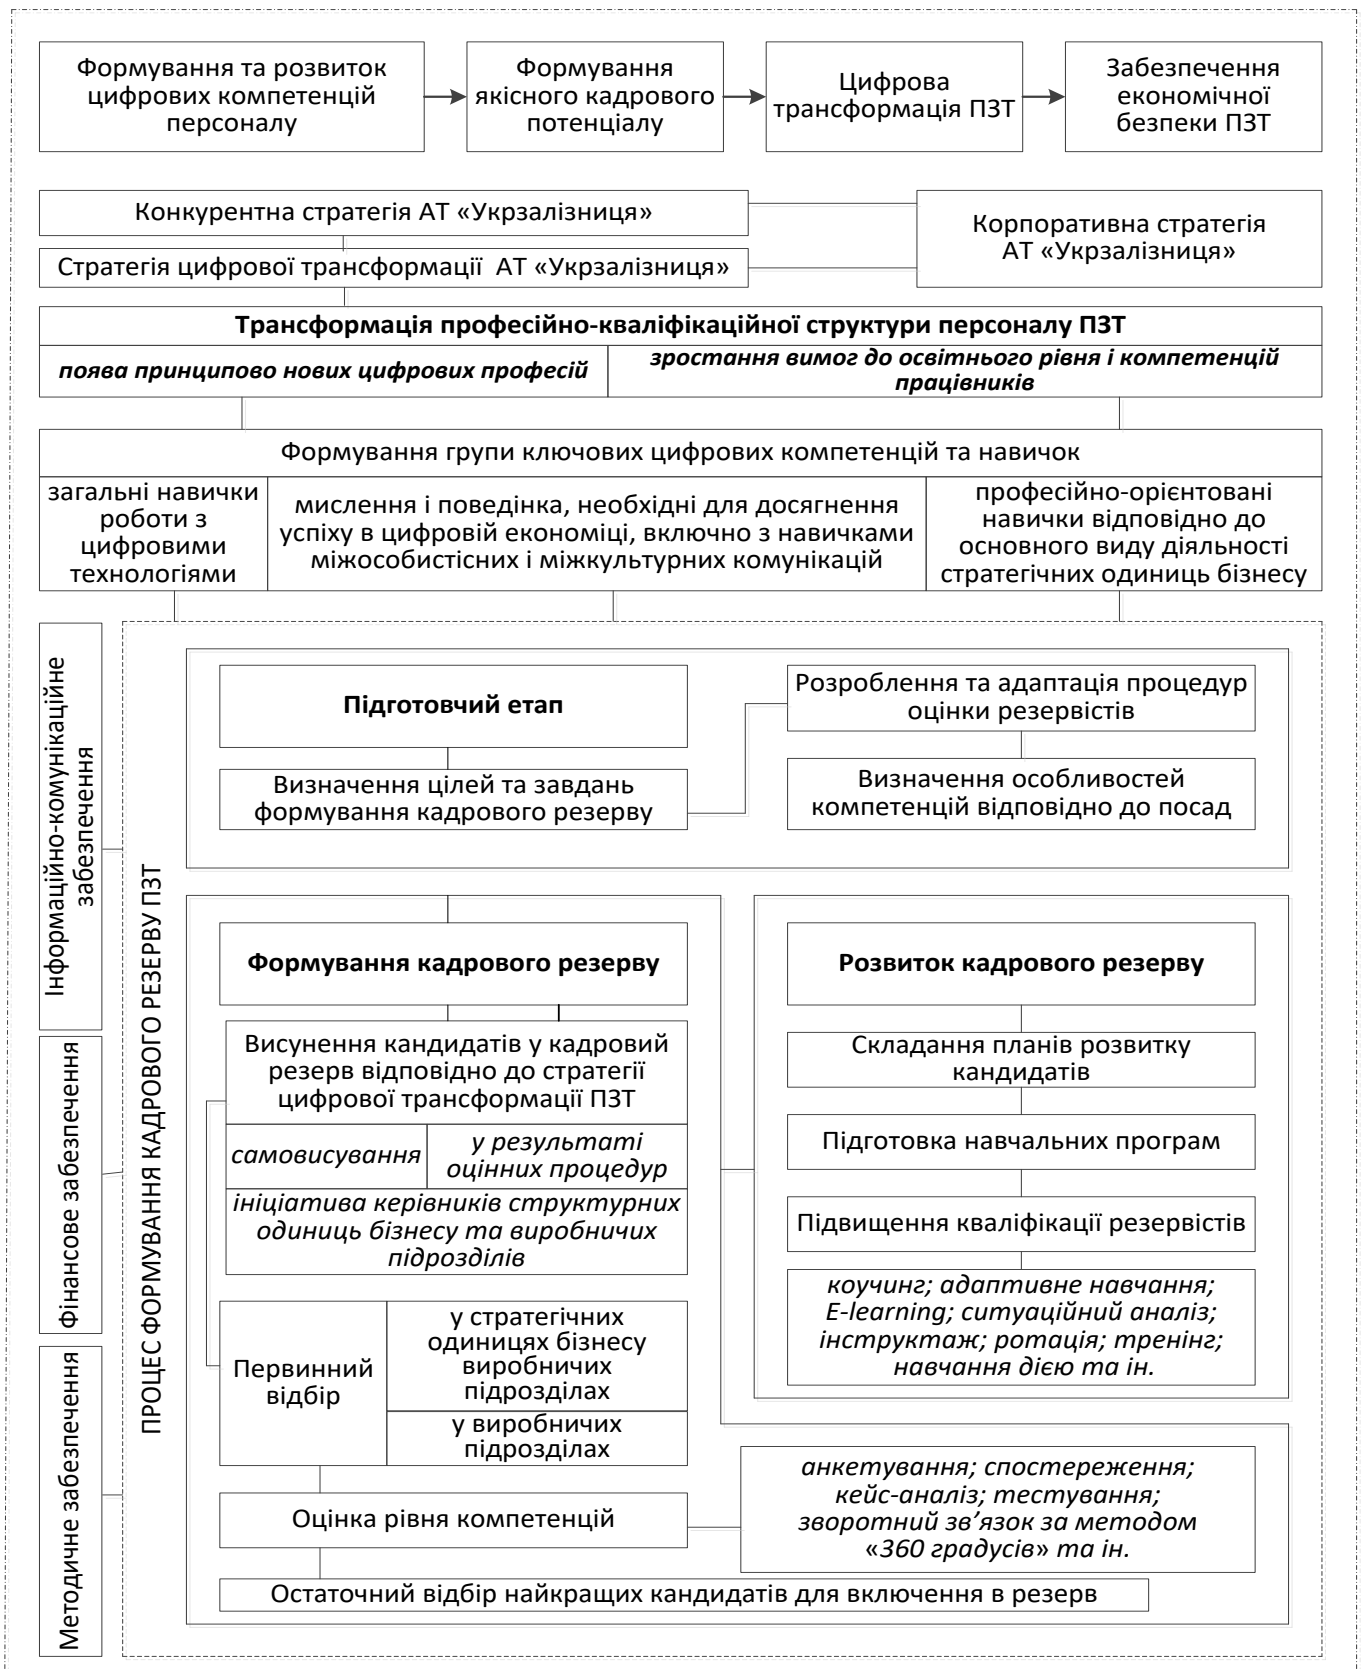 Формування та розвиток
цифрових компетенцій
персоналу
Формування
якісного кадрового
потенціалу
Цифрова
трансформація ПЗТ
Забезпечення
економічної
безпеки ПЗТ
Конкурентна стратегія АТ «Укрзалізниця»
Стратегія цифрової трансформації АТ «Укрзалізниця»
Корпоративна стратегія
АТ «Укрзалізниця»
Трансформація професійно-кваліфікаційної структури персоналу ПЗТ
поява принципово нових цифрових професій
зростання вимог до освітнього рівня і компетенцій
працівників
Формування групи ключових цифрових компетенцій та навичок
загальні навички
роботи з
цифровими
технологіями
мислення і поведінка, необхідні для досягнення
успіху в цифровій економіці, включно з навичками
міжособистісних і міжкультурних комунікацій
професійно-орієнтовані
навички відповідно до
основного виду діяльності
стратегічних одиниць бізнесу
Інформаційно-комунікаційне
забезпечення
Фінансове забезпечення
Методичне забезпечення
ПРОЦЕС ФОРМУВАННЯ КАДРОВОГО РЕЗЕРВУ ПЗТ
Підготовчий етап
Визначення цілей та завдань
формування кадрового резерву
Розроблення та адаптація процедур
оцінки резервістів
Визначення особливостей
компетенцій відповідно до посад
Формування кадрового резерву
Висунення кандидатів у кадровий
резерв відповідно до стратегії
цифрової трансформації ПЗТ
самовисування
у результаті
оцінних процедур
ініціатива керівників структурних
одиниць бізнесу та виробничих
підрозділів
Первинний
відбір
у стратегічних
одиницях бізнесу
виробничих
підрозділах
у виробничих
підрозділах
Оцінка рівня компетенцій
Розвиток кадрового резерву
Складання планів розвитку
кандидатів
Підготовка навчальних програм
Підвищення кваліфікації резервістів
коучинг; адаптивне навчання;
E-learning; ситуаційний аналіз;
інструктаж; ротація; тренінг;
навчання дією та ін.
анкетування; спостереження;
кейс-аналіз; тестування;
зворотний зв’язок за методом
«360 градусів» та ін.
Остаточний відбір найкращих кандидатів для включення в резерв